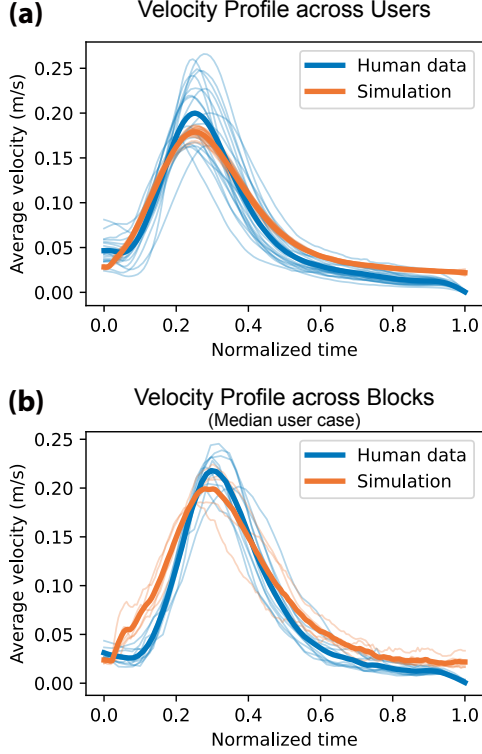 (a)
Velocity Profile across Users
Average velocity (m/s)
0.25
0.20
0.15
0.10
0.05
0.00
Human data
Simulation
0.0 0.2 0.4 0.6 0.8 1.0
Normalized time
(b)
Velocity Profile across Blocks
(Median user case)
Average velocity (m/s)
0.25
0.20
0.15
0.10
0.05
0.00
Human data
Simulation
0.0 0.2 0.4 0.6 0.8 1.0
Normalized time